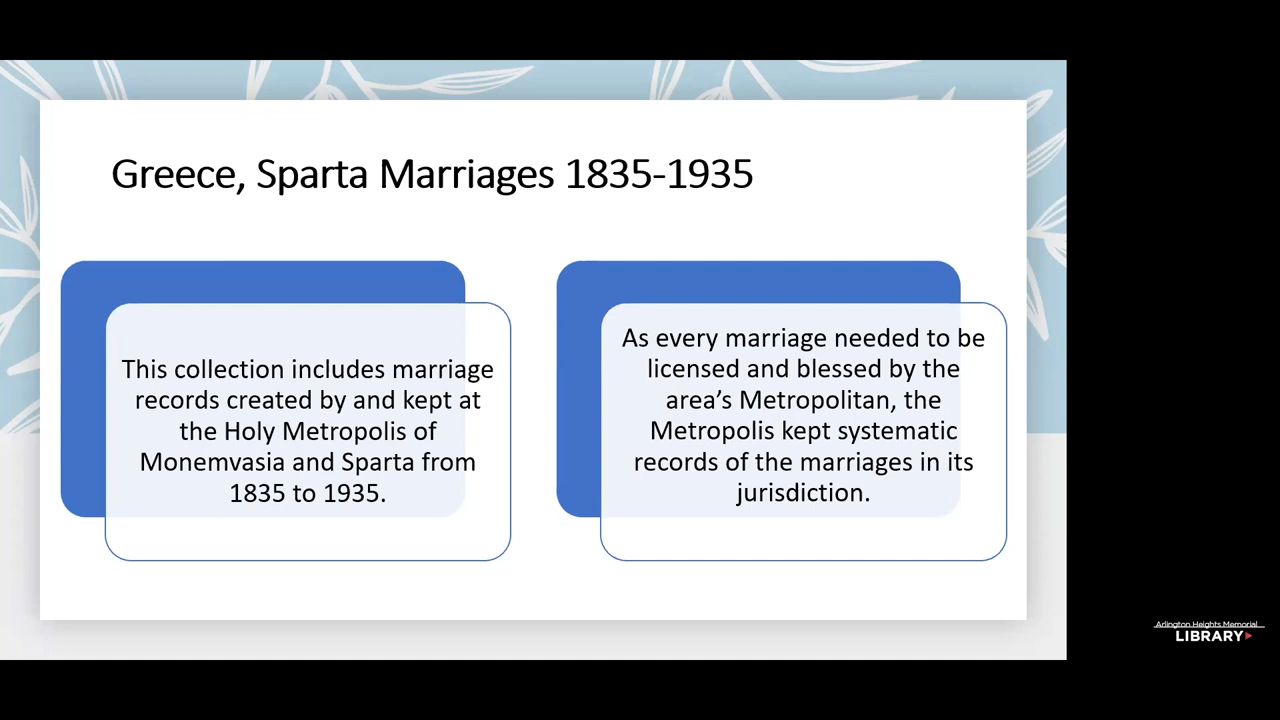 Greece, Sparta Marriages 1835-1935
This collection includes marriage
records created by and kept at
the Holy Metropolis of
Monemvasia and Sparta from
1835 to 1935.
As every marriage needed to be
licensed and blessed by the
area’s Metropolitan, the
Metropolis kept systematic
records of the marriages in its
jurisdiction.
Arlington Heights Memorial
LIBRARY